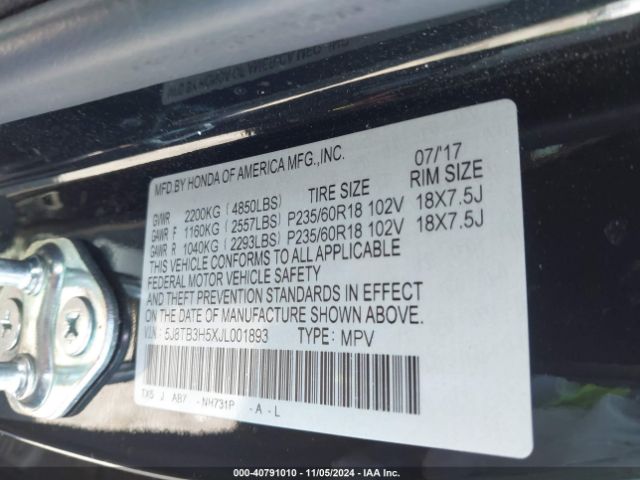 MFD.BY HONDA OF AMERICA MFG.,INC. 07/'17
TIRE SIZE RIM SIZE
GVWR 2200KG (4850LBS)
GAWR F 1160KG (2557LBS) P235/60R18 102V 18X7.5J
GAWR R 1040KG (2293LBS) P235/60R18 102V 18X7.5J
THIS VEHICLE CONFORMS TO ALL APPLICABLE
FEDERAL MOTOR VEHICLE SAFETY
AND THEFT PREVENTION STANDARDS IN EFFECT
ON THE DATE OF MANUFACTURE SHOWN ABOVE.
V.I.N.: 5J8TB3H5XJL001893 TYPE: MPV
TX5 J AB7 -NH731P -A-L
000-40791010 - 11/05/2024 - IAA Inc.